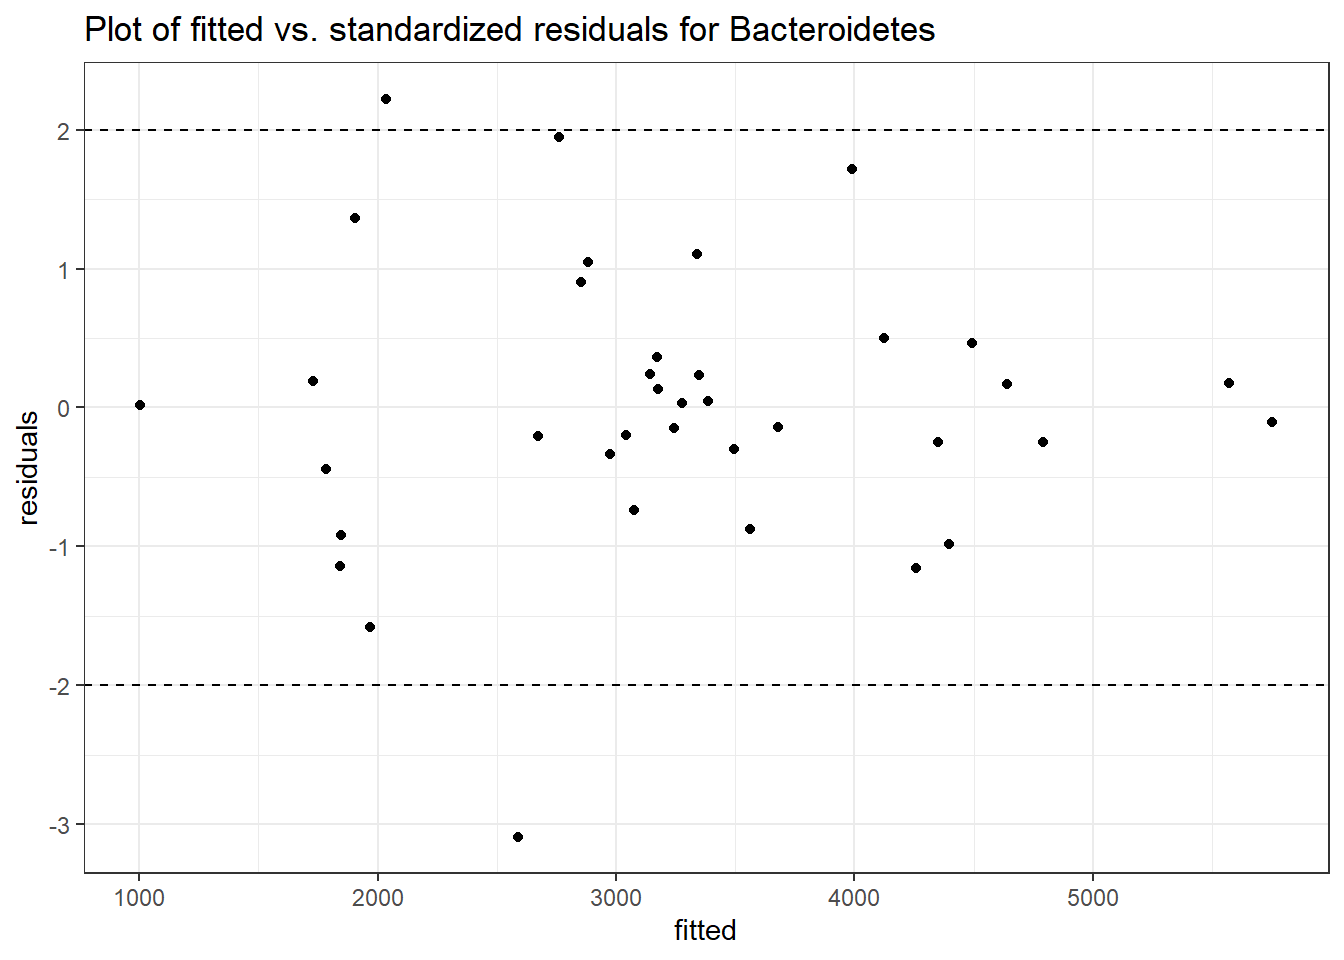 Plot of fitted vs. standardized residuals for Bacteroidetes
residuals
2
1
0
-1
-2
-3
1000 2000 3000 4000 5000
fitted